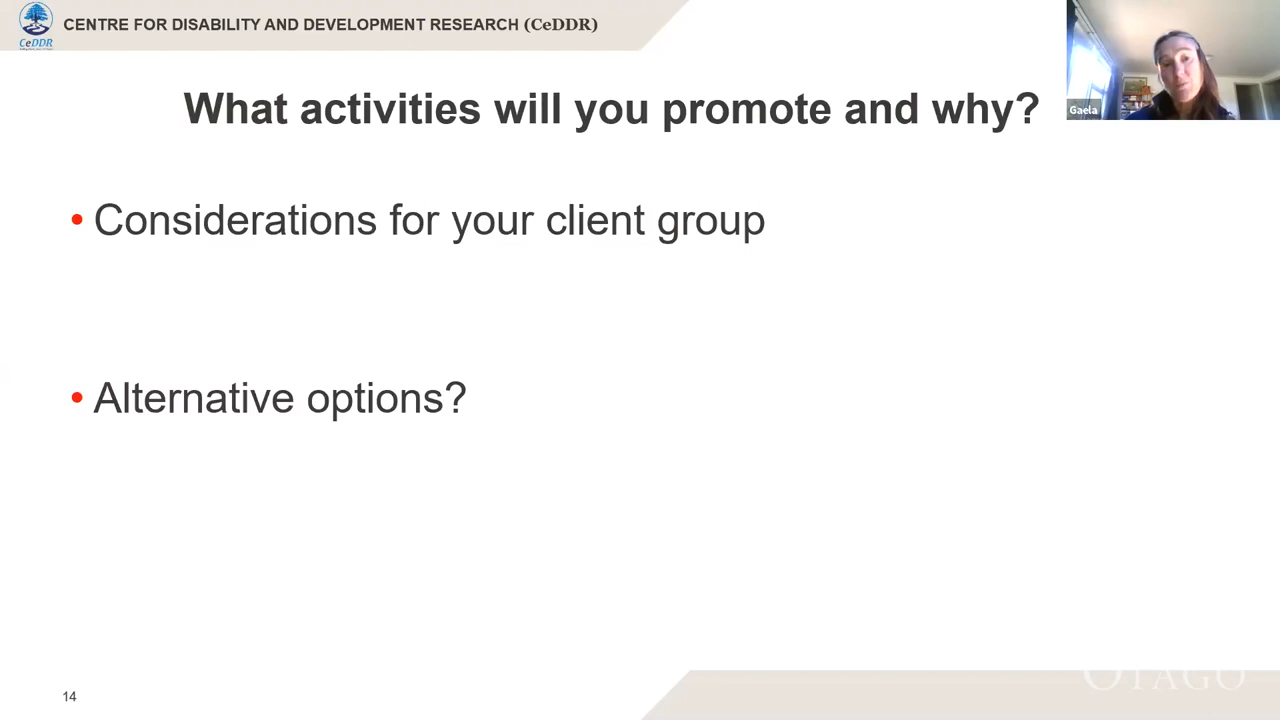 CENTRE FOR DISABILITY AND DEVELOPMENT RESEARCH (CeDDR)
CeDDR
Gaela
What activities will you promote and why?
• Considerations for your client group
• Alternative options?
14
OTAGO